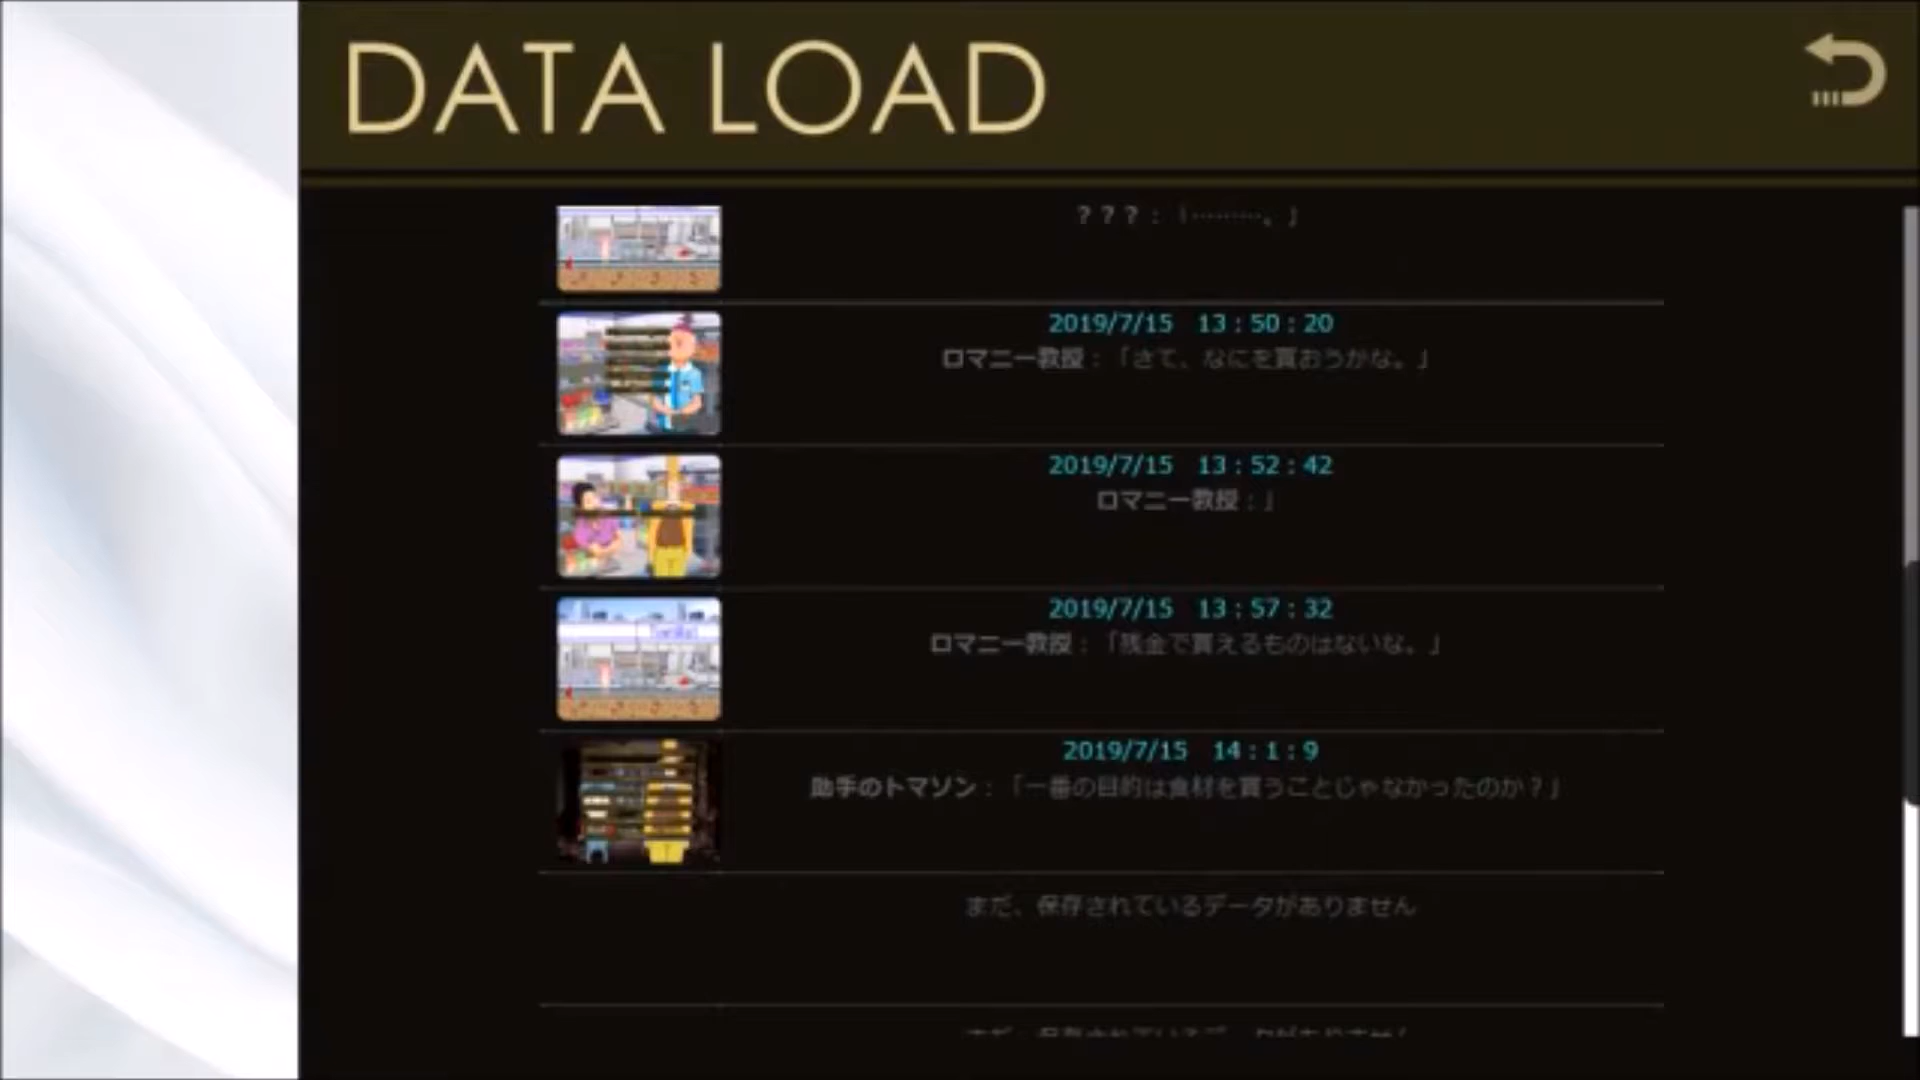 DATA LOAD
???:「………。」
2019/7/15 13:50:20
ロマニー教授:「さて、なにを買おうかな。」
2019/7/15 13:52:42
ロマニー教授:」
2019/7/15 13:57:32
ロマニー教授:「残金で買えるものはないな。」
2019/7/15 14:1:9
助手のトマソン:「一番の目的は食材を買うことじゃなかったのか?」
まだ、保存されているデータがありません